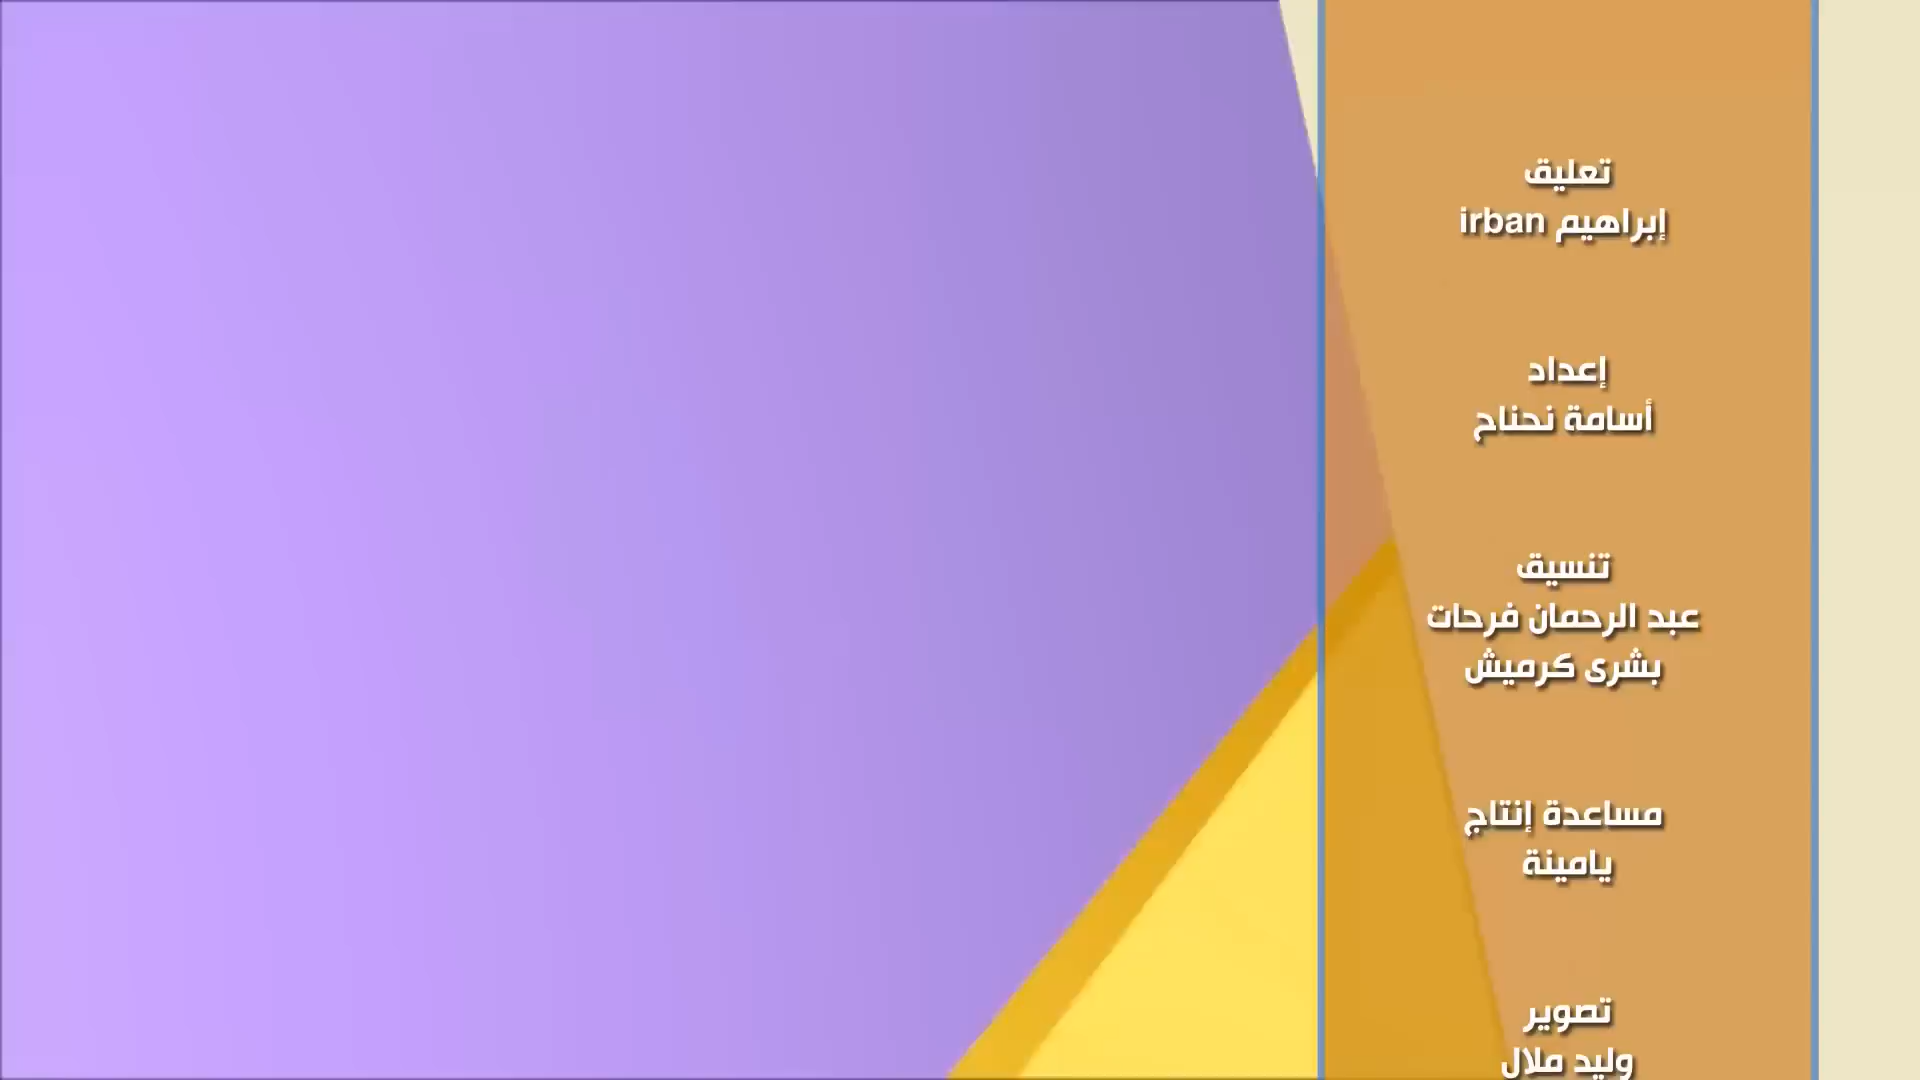 تعليق
إبراهيم irban
إعداد
أسامة نحناح
تنسيق
عبد الرحمان فرحات
بشرى كرميش
مساعدة إنتاج
يامينة
تصوير
وليد ملال